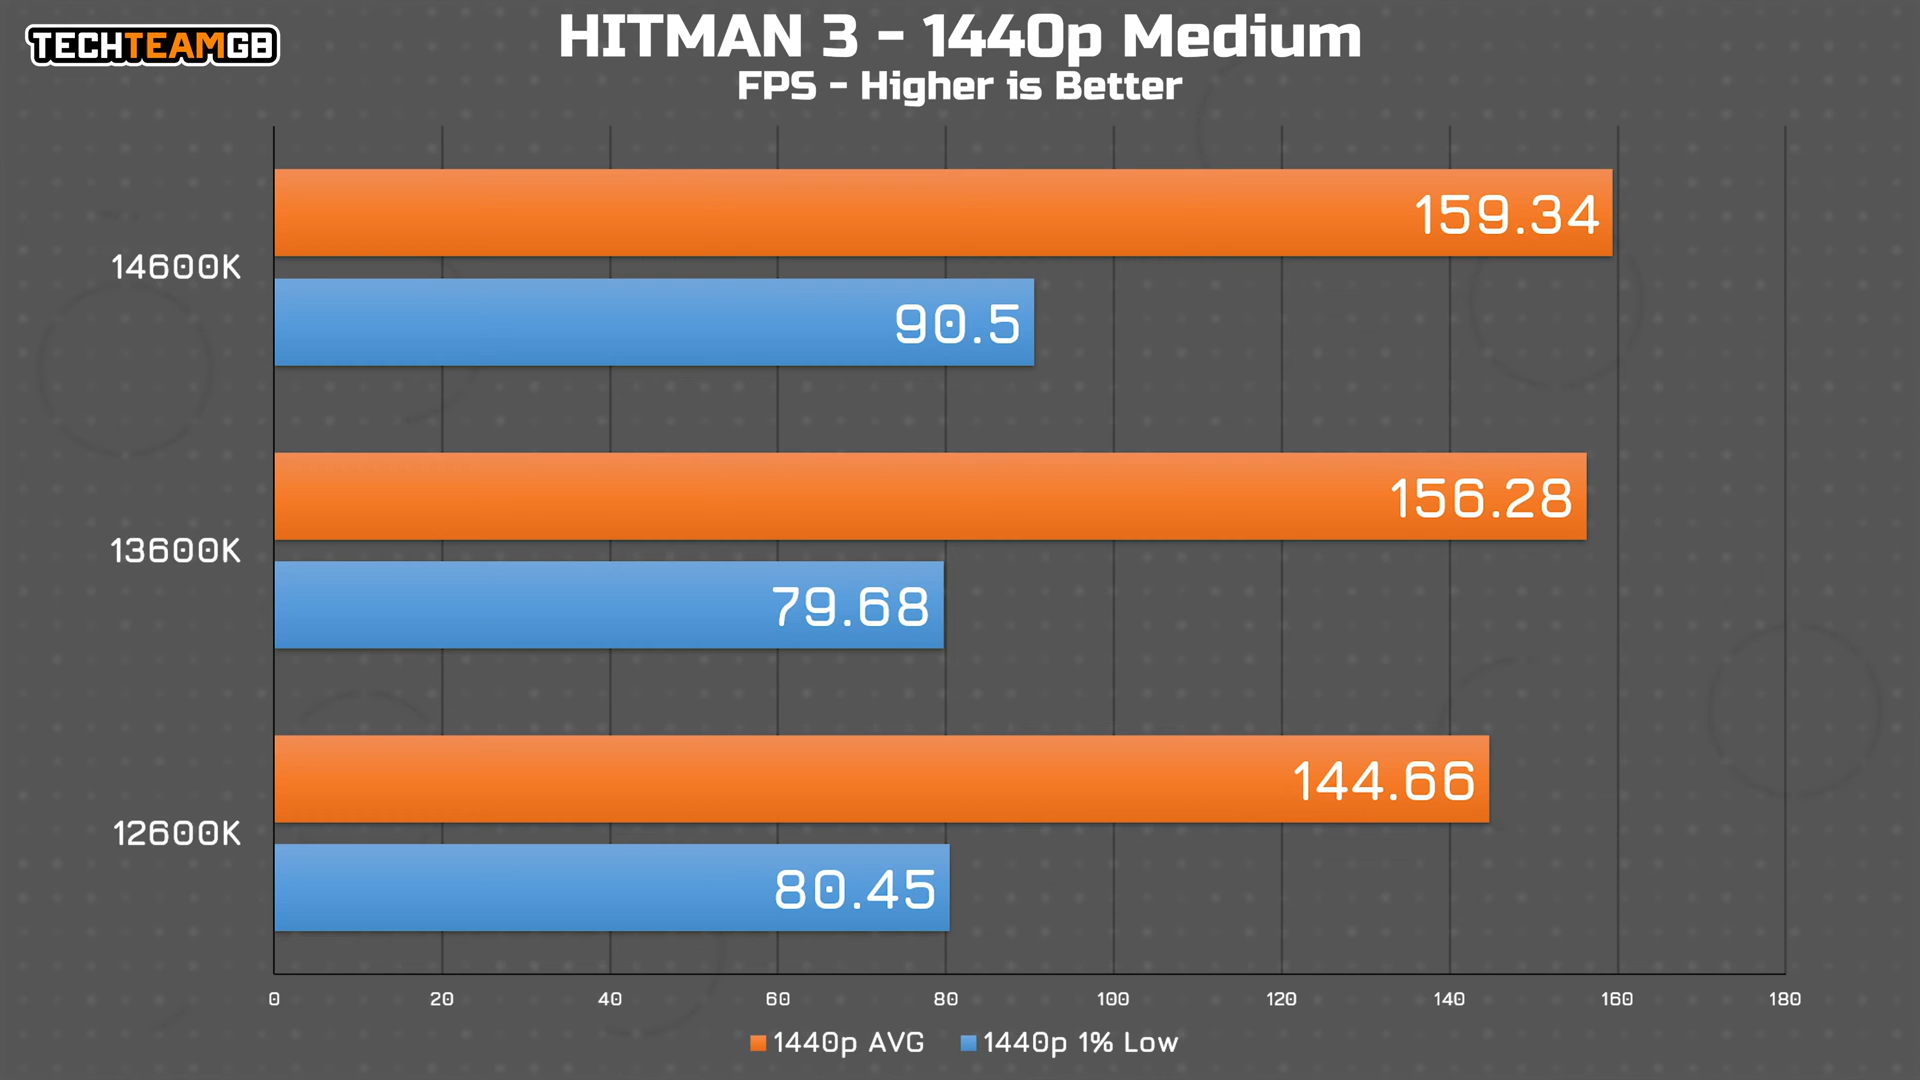 TECHTEAMGB
HITMAN 3 - 1440p Medium
FPS - Higher is Better
14600K
159.34
90.5
13600K
156.28
79.68
12600K
144.66
80.45
0 20 40 60 80 100 120 140 160 180
1440p AVG 1440p 1% Low